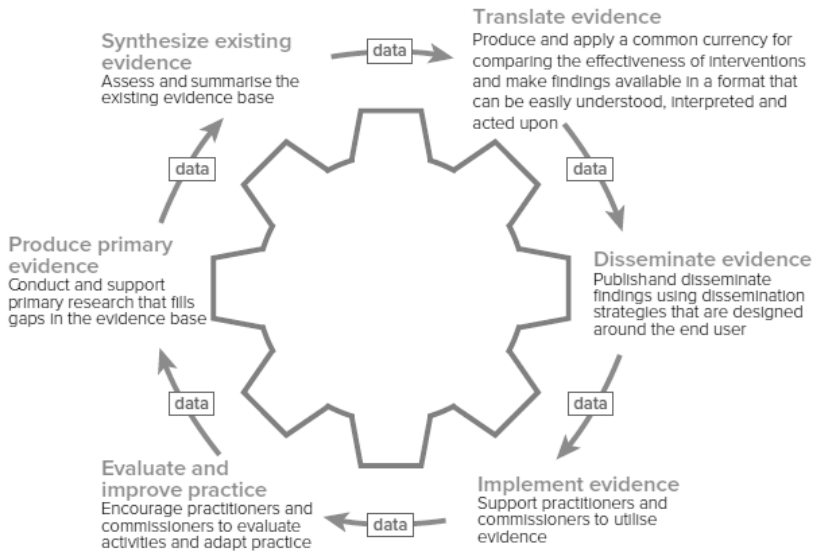 Synthesize existing
evidence
Assess and summarise the
existing evidence base
data
Translate evidence
Produce and apply a common currency for
comparing the effectiveness of interventions
and make findings available in a format that
can be easily understood, interpreted and
acted upon
data
Disseminate evidence
Publishand disseminate
findings using dissemination
strategies that are designed
around the end user
data
Implement evidence
Support practitioners and
commissioners to utilise
evidence
data
Evaluate and
improve practice
Encourage practitioners and
commissioners to evaluate
activities and adapt practice
data
Produce primary
evidence
Conduct and support
primary research that fills
gaps in the evidence base
data